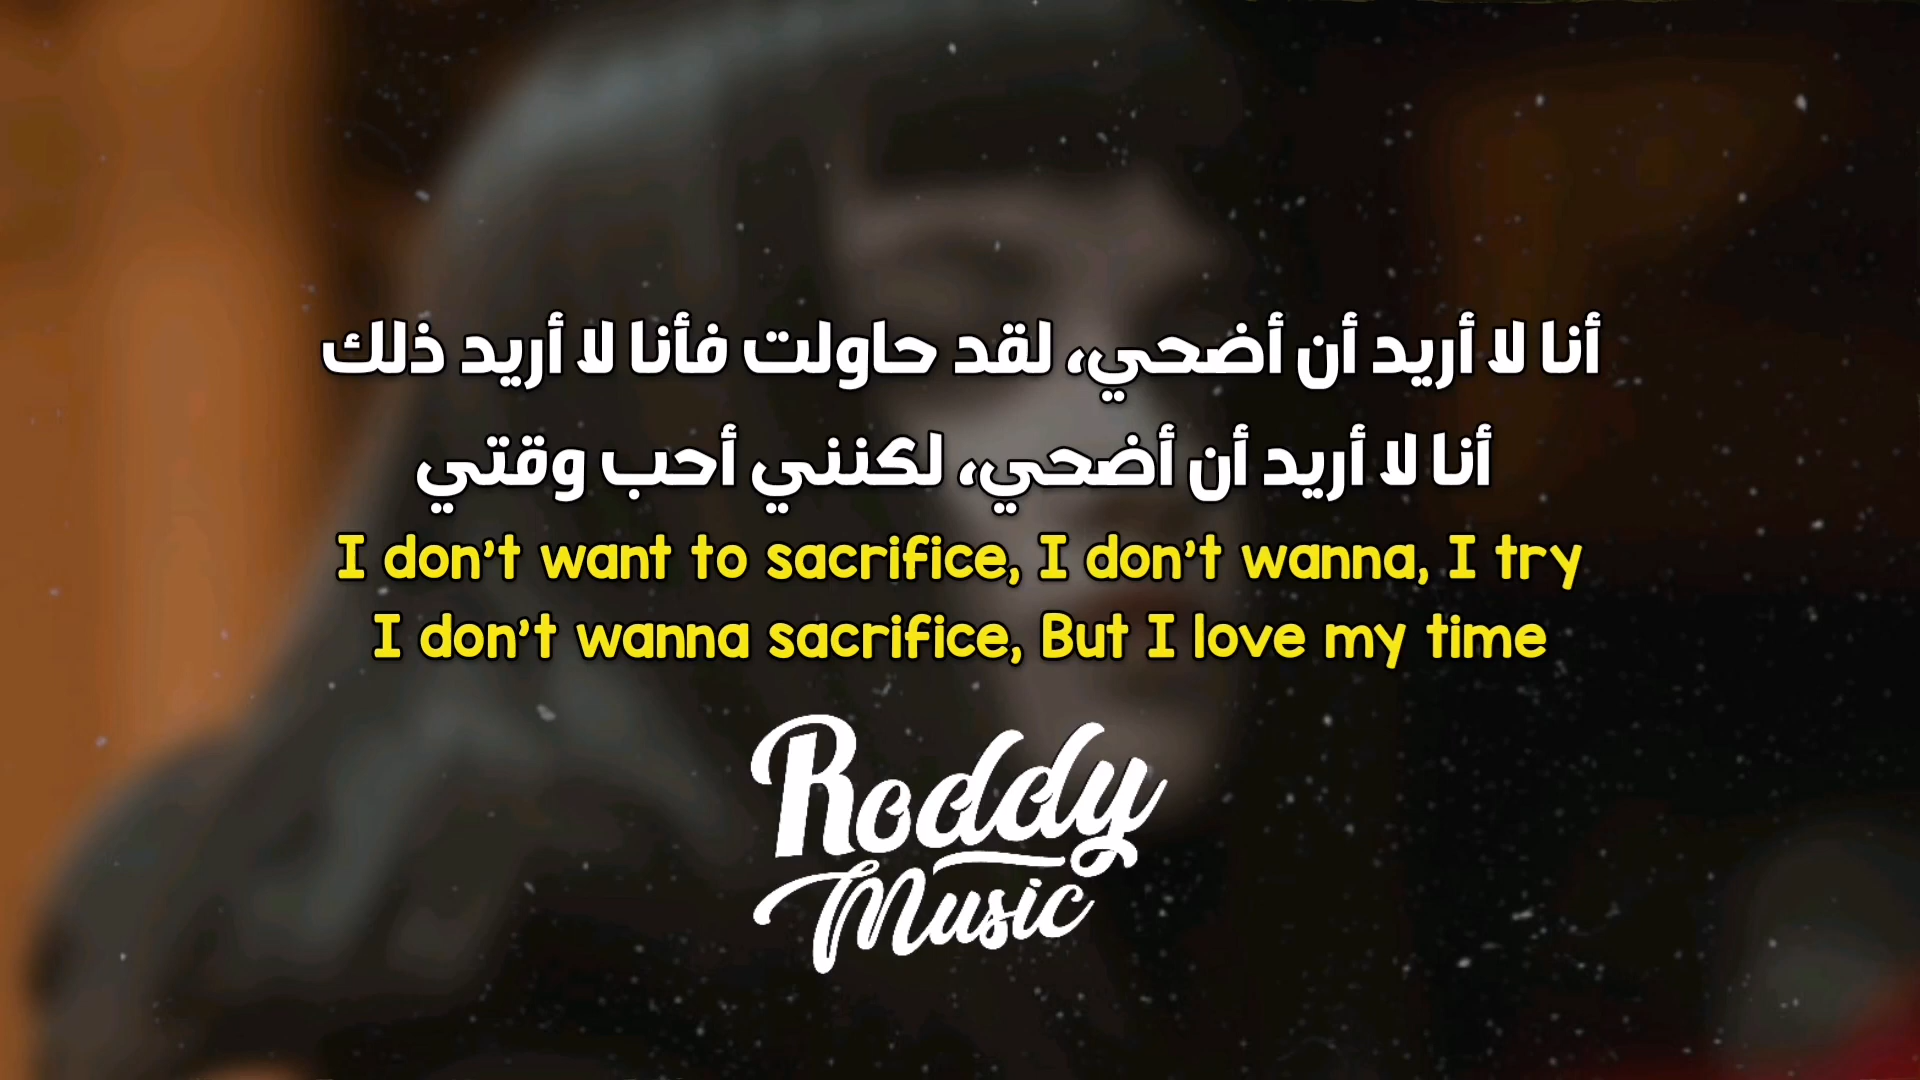 أنا لا أريد أن أضحي، لقد حاولت فأنا لا أريد ذلك
أنا لا أريد أن أضحي، لكنني أحب وقتي
I don't want to sacrifice, I don't wanna, I try
I don't wanna sacrifice, But I love my time
Roddy
Music